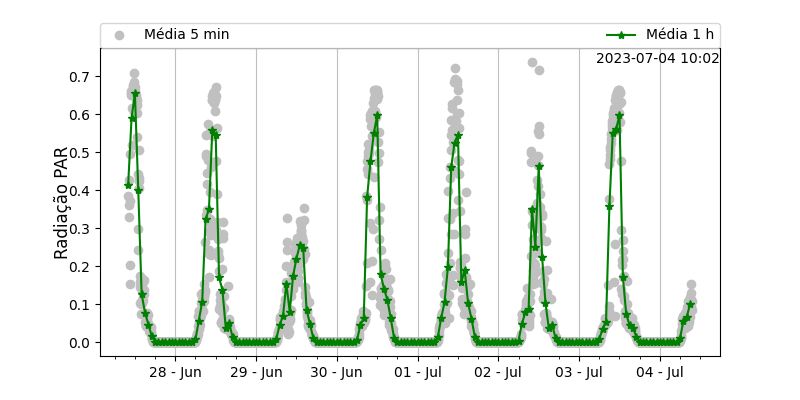 Média 5 min
Média 1 h
2023-07-04 10:02
Radiação PAR
0.7
0.6
0.5
0.4
0.3
0.2
0.1
0.0
28 - Jun
29 - Jun
30 - Jun
01 - Jul
02 - Jul
03 - Jul
04 - Jul